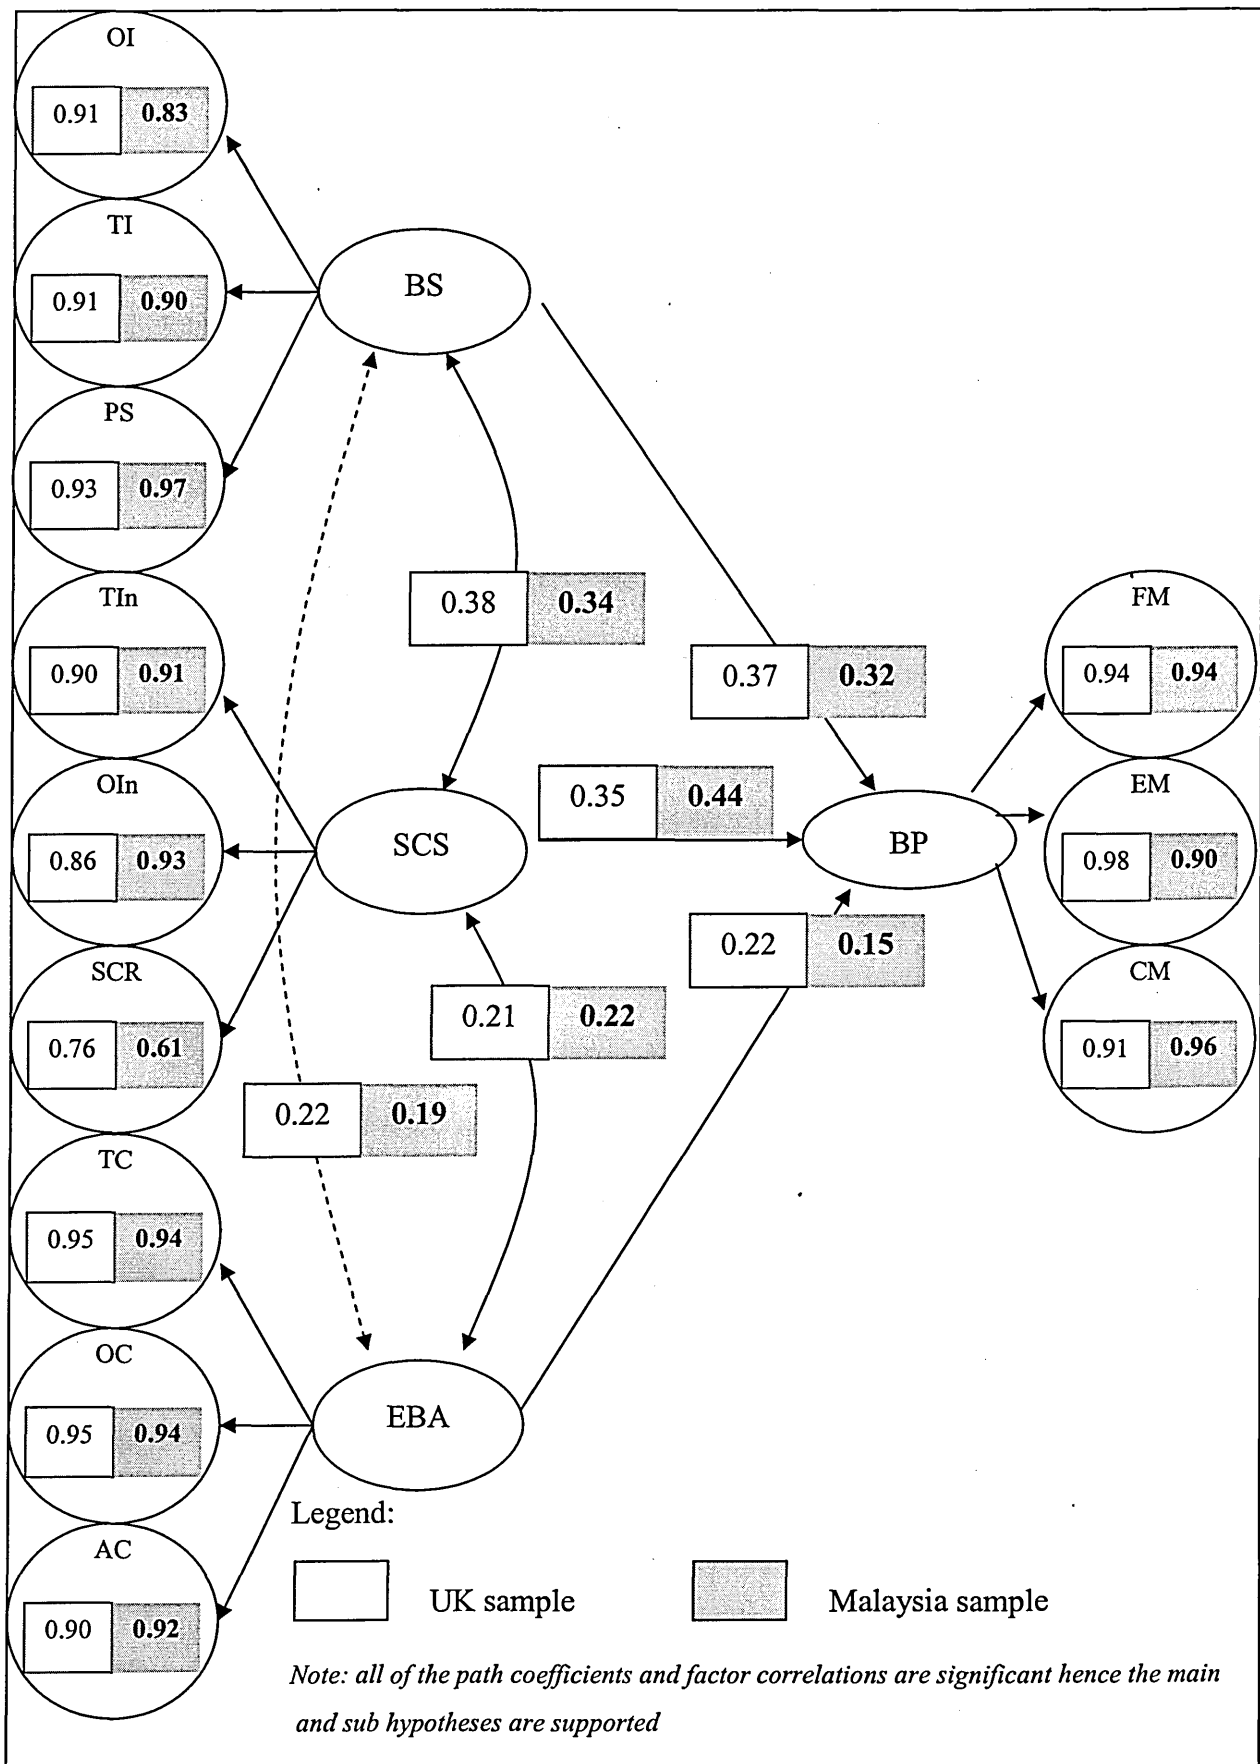 OI
0.91 0.83
TI
0.91 0.90
BS
PS
0.93 0.97
TIn
0.90 0.91
0.38 0.34
0.37 0.32
FM
0.94 0.94
OIn
0.86 0.93
SCS
0.35 0.44
BP
EM
0.98 0.90
SCR
0.76 0.61
0.21 0.22
0.22 0.15
CM
0.91 0.96
0.22 0.19
TC
0.95 0.94
OC
0.95 0.94
EBA
AC
0.90 0.92
Legend:
UK sample Malaysia sample
Note: all of the path coefficients and factor correlations are significant hence the main
and sub hypotheses are supported